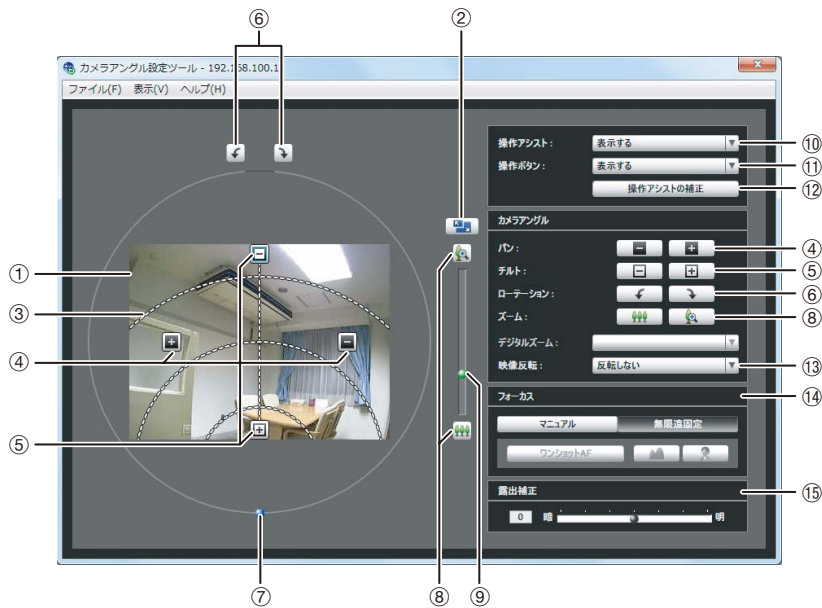 ⑥ ②
カメラアングル設定ツール - 192.168.100.1
ファイル(F) 表示(V) ヘルプ(H)
操作アシスト： 表示する ⑩
操作ボタン： 表示する ⑪
操作アシストの補正 ⑫
カメラアングル
パン： ④
チルト： ⑤
ローテーション： ⑥
ズーム： ⑧
デジタルズーム：
映像反転： 反転しない ⑬
フォーカス ⑭
マニュアル 無限遠固定
ワンショットAF
露出補正 ⑮
0 暗 明
①
③
④
⑤
⑦ ⑧ ⑨